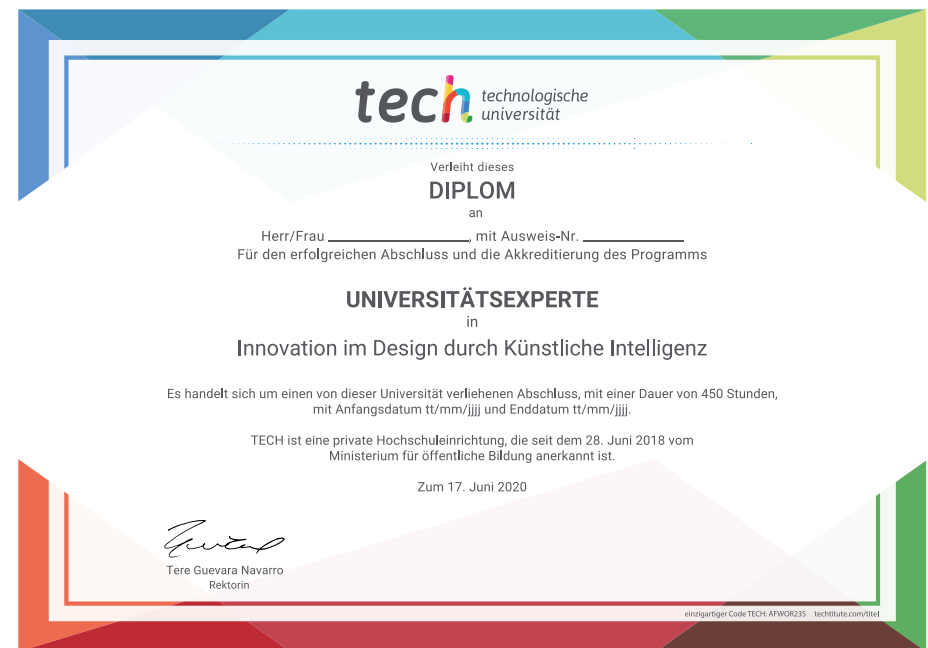 tech technologische
universität
Verleiht dieses
DIPLOM
an
Herr/Frau ____________, mit Ausweis-Nr. ____________
Für den erfolgreichen Abschluss und die Akkreditierung des Programms
UNIVERSITÄTSEXPERTE
in
Innovation im Design durch Künstliche Intelligenz
Es handelt sich um einen von dieser Universität verliehenen Abschluss, mit einer Dauer von 450 Stunden,
mit Anfangsdatum tt/mm/jjjj und Enddatum tt/mm/jjjj.
TECH ist eine private Hochschuleinrichtung, die seit dem 28. Juni 2018 vom
Ministerium für öffentliche Bildung anerkannt ist.
Zum 17. Juni 2020
Tere Guevara Navarro
Rektorin
einzigartiger Code TECH: AFWOR23S techtitute.com/titel